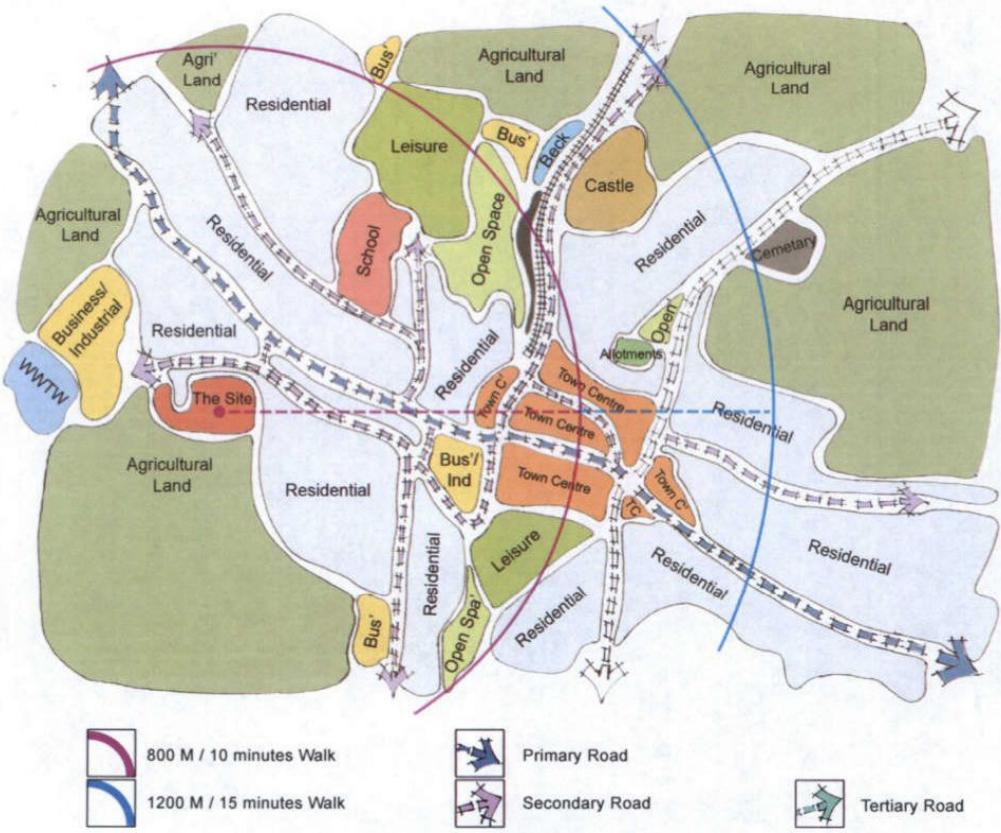 Agri'
Land
Residential
Bus'
Agricultural
Land
Agricultural
Land
Leisure
Bus'
Beck
Castle
Agricultural
Land
Residential
School
Open Space
Residential
Cemetary
Business/
Industrial
Residential
Residential
Open
Allotments
Agricultural
Land
WWTW
The Site
Town C'
Town Centre
Town Centre
Residential
Agricultural
Land
Residential
Bus'/
Ind
Town Centre
TC
Town C'
Leisure
Residential
Residential
Residential
Residential
Bus'
Open Spa'
800 M / 10 minutes Walk
Primary Road
1200 M / 15 minutes Walk
Secondary Road
Tertiary Road